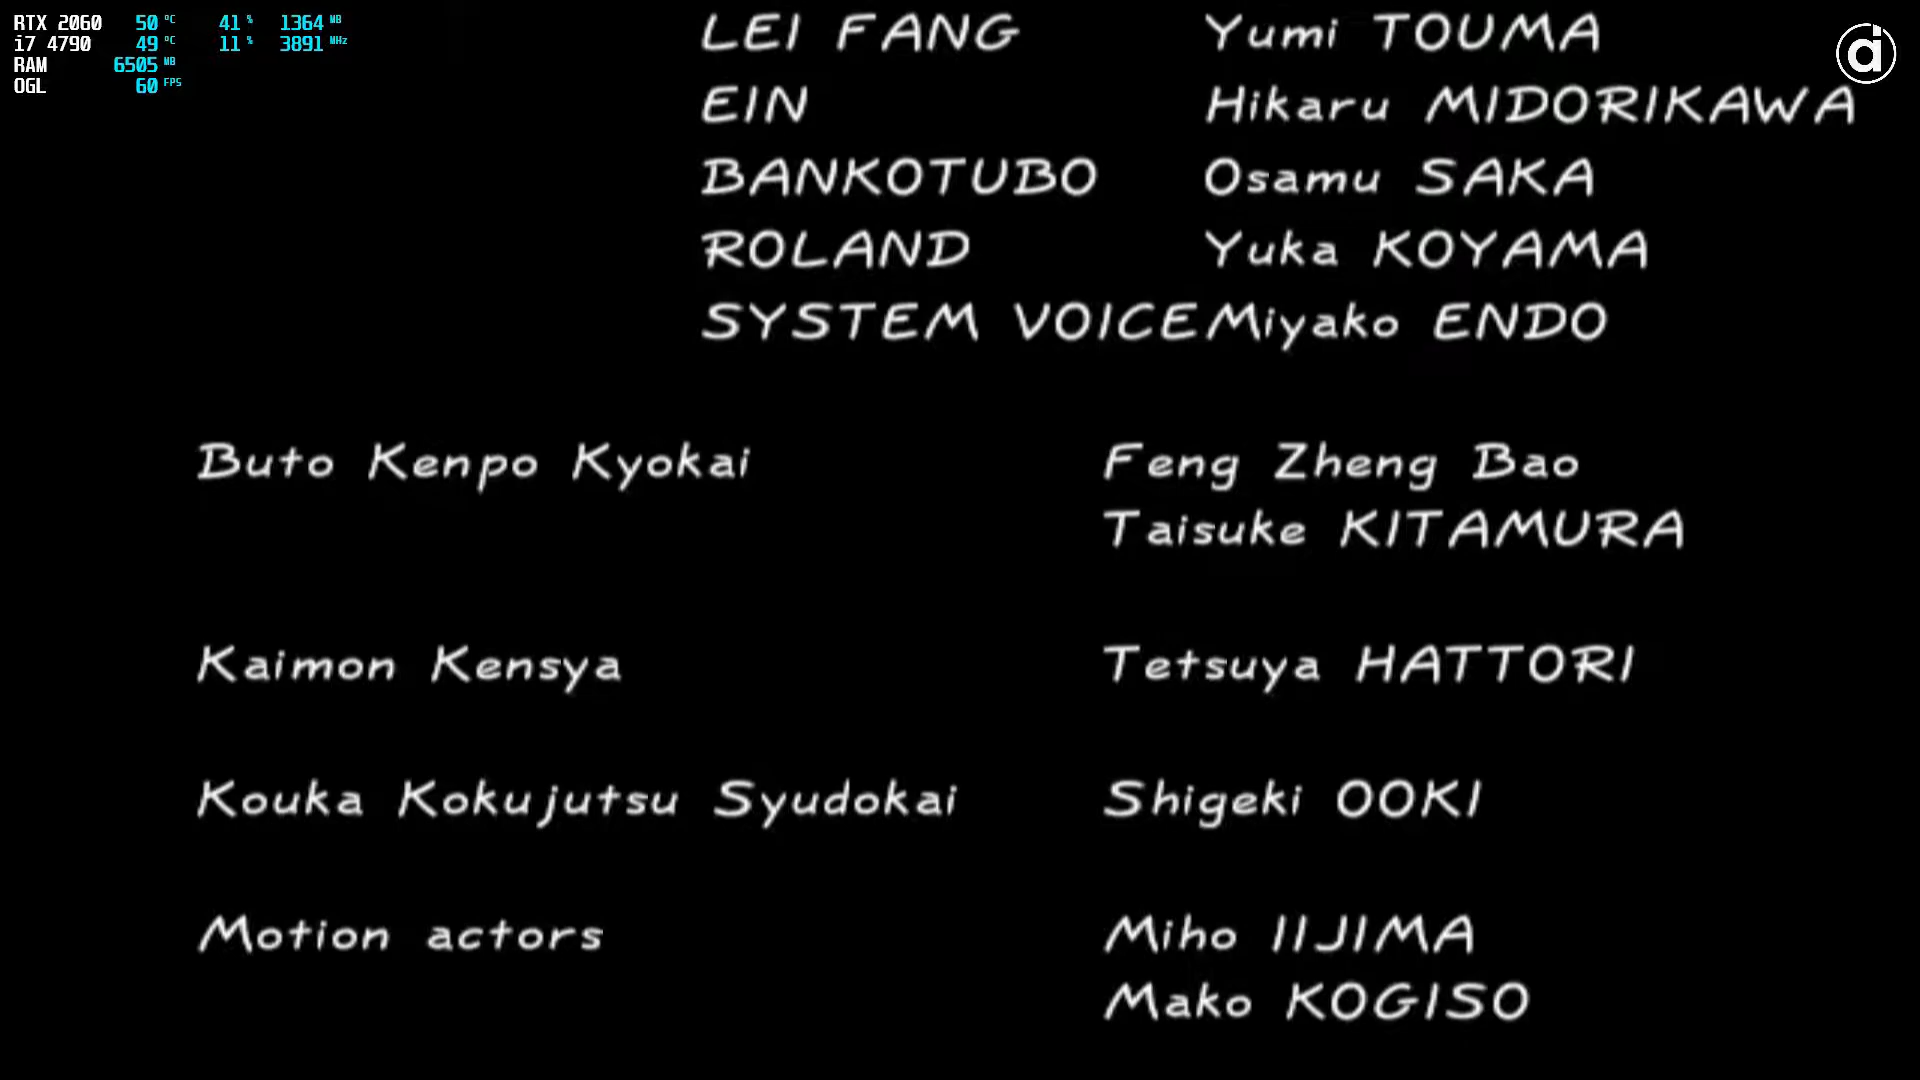 RTX 2060 50 °C 41 % 1364 MB
i7 4790 49 °C 11 % 3891 MHz
RAM 6505 MB
OGL 60 FPS
LEI FANG Yumi TOUMA
EIN Hikaru MIDORIKAWA
BANKOTUBO Osamu SAKA
ROLAND Yuka KOYAMA
SYSTEM VOICE Miyako ENDO
Buto Kenpo Kyokai Feng Zheng Bao
Taisuke KITAMURA
Kaimon Kensya Tetsuya HATTORI
Kouka Kokujutsu Syudokai Shigeki OOKI
Motion actors Miho IIJIMA
Mako KOGISO